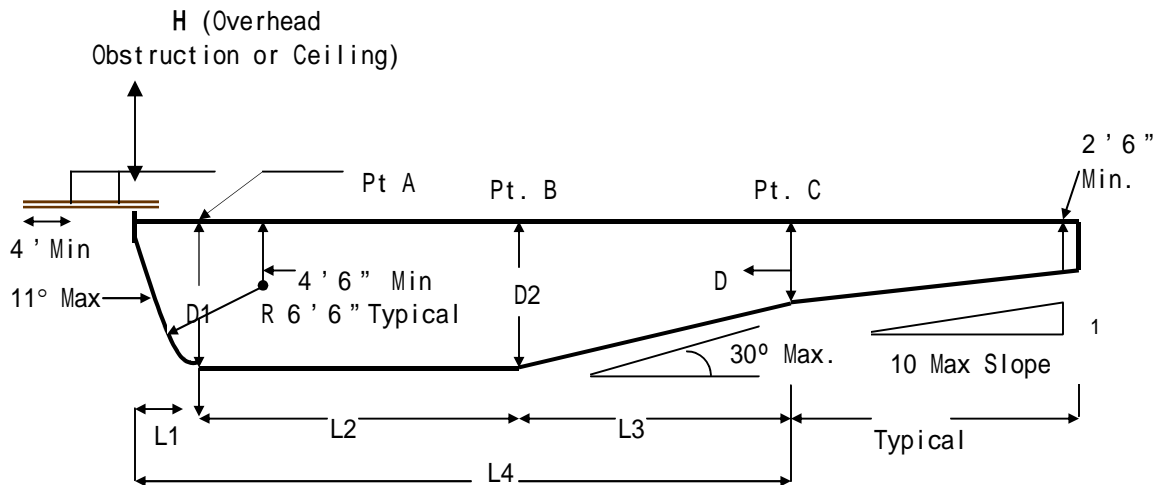 H (Overhead
Obstruction or Ceiling)
2'6"
Min.
Pt A
Pt. B
Pt. C
4' Min
4'6" Min
D
11° Max
D1
R 6'6" Typical
D2
30º Max.
1
10 Max Slope
L1
L2
L3
Typical
L4